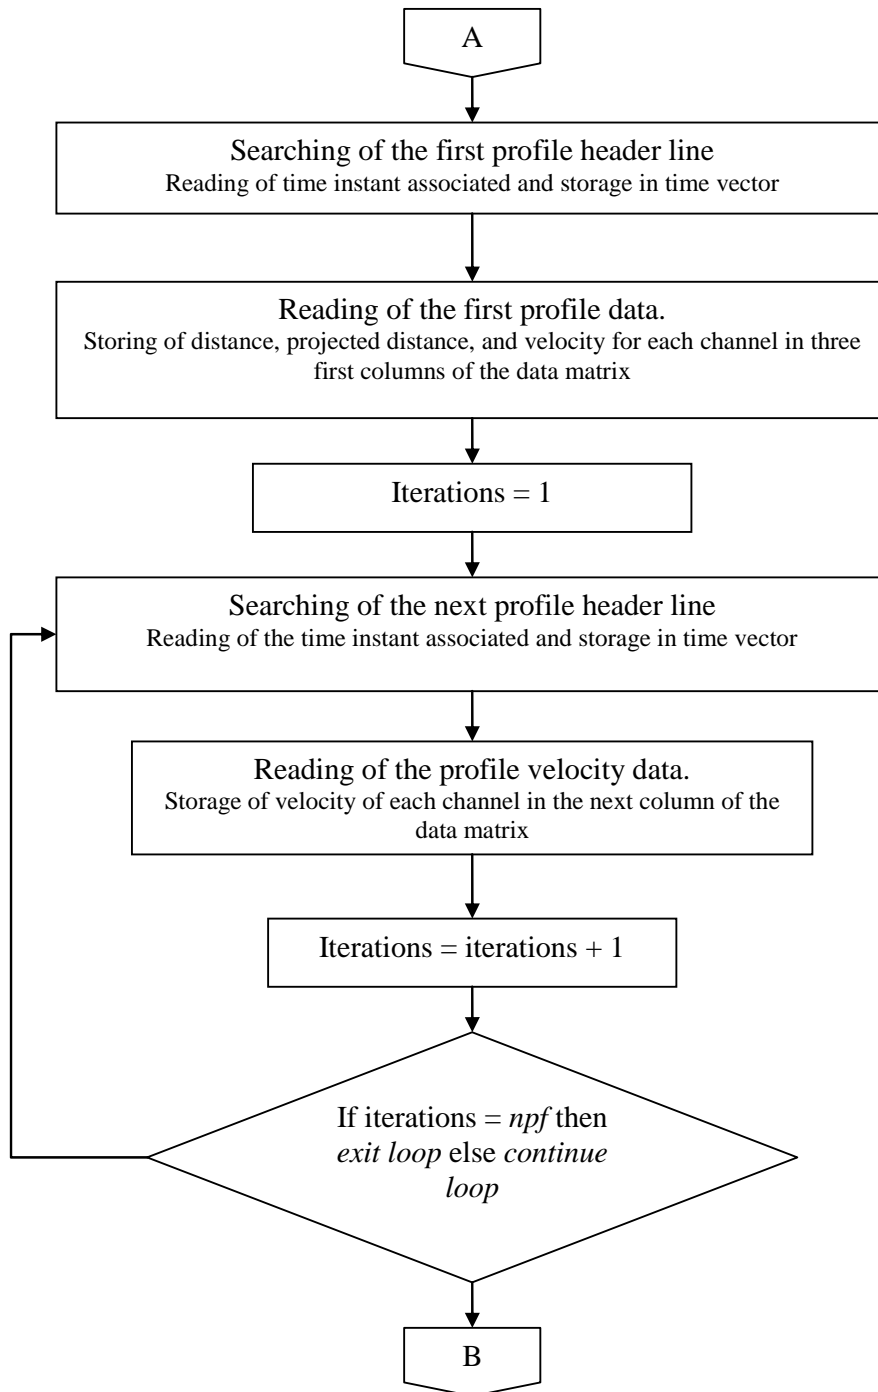 A
Searching of the first profile header line
Reading of time instant associated and storage in time vector
Reading of the first profile data.
Storing of distance, projected distance, and velocity for each channel in three
first columns of the data matrix
Iterations = 1
Searching of the next profile header line
Reading of the time instant associated and storage in time vector
Reading of the profile velocity data.
Storage of velocity of each channel in the next column of the
data matrix
Iterations = iterations + 1
If iterations = npf then
exit loop else continue
loop
B